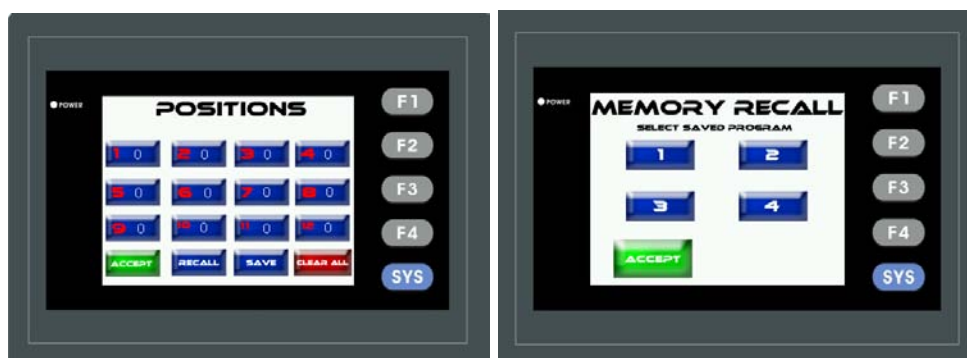 POWER
POSITIONS
1 0 2 0 3 0 4 0
5 0 6 0 7 0 8 0
9 0 10 0 11 0 12 0
ACCEPT RECALL SAVE CLEAR ALL
F1
F2
F3
F4
SYS
POWER
MEMORY RECALL
SELECT SAVED PROGRAM
1 2
3 4
ACCEPT
F1
F2
F3
F4
SYS